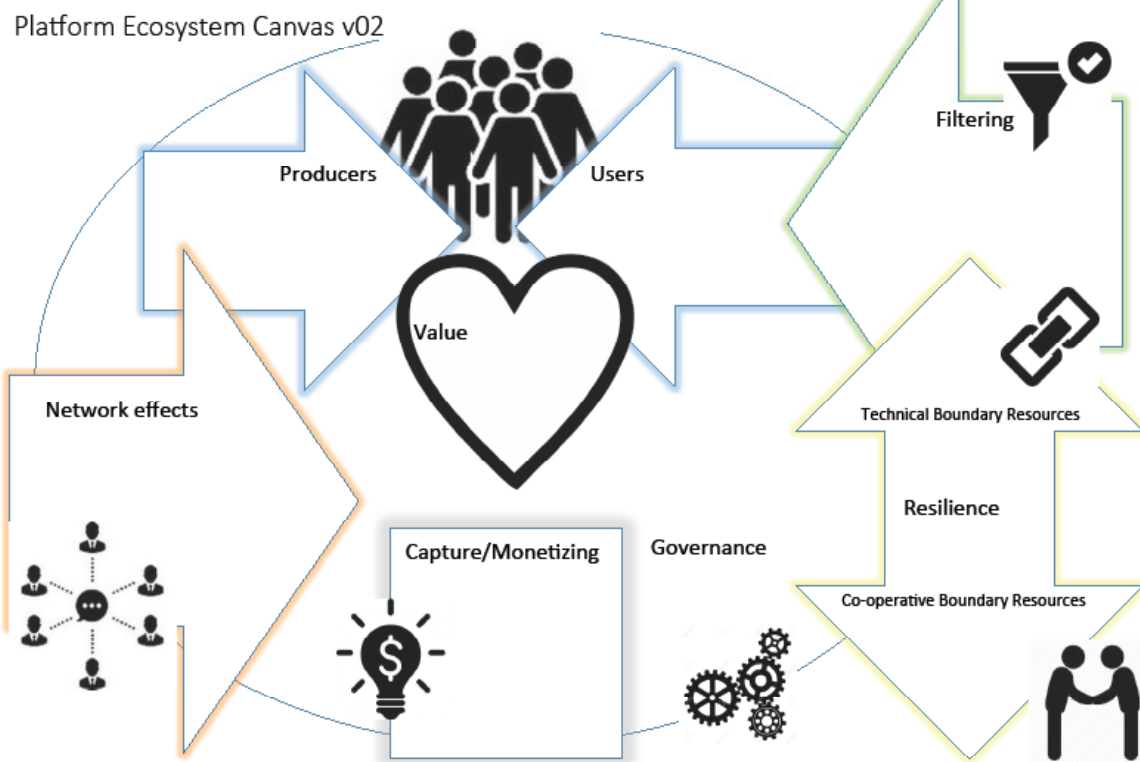 Platform Ecosystem Canvas v02
Filtering
Producers
Users
Value
Network effects
Technical Boundary Resources
Resilience
Capture/Monetizing
Governance
Co-operative Boundary Resources
$